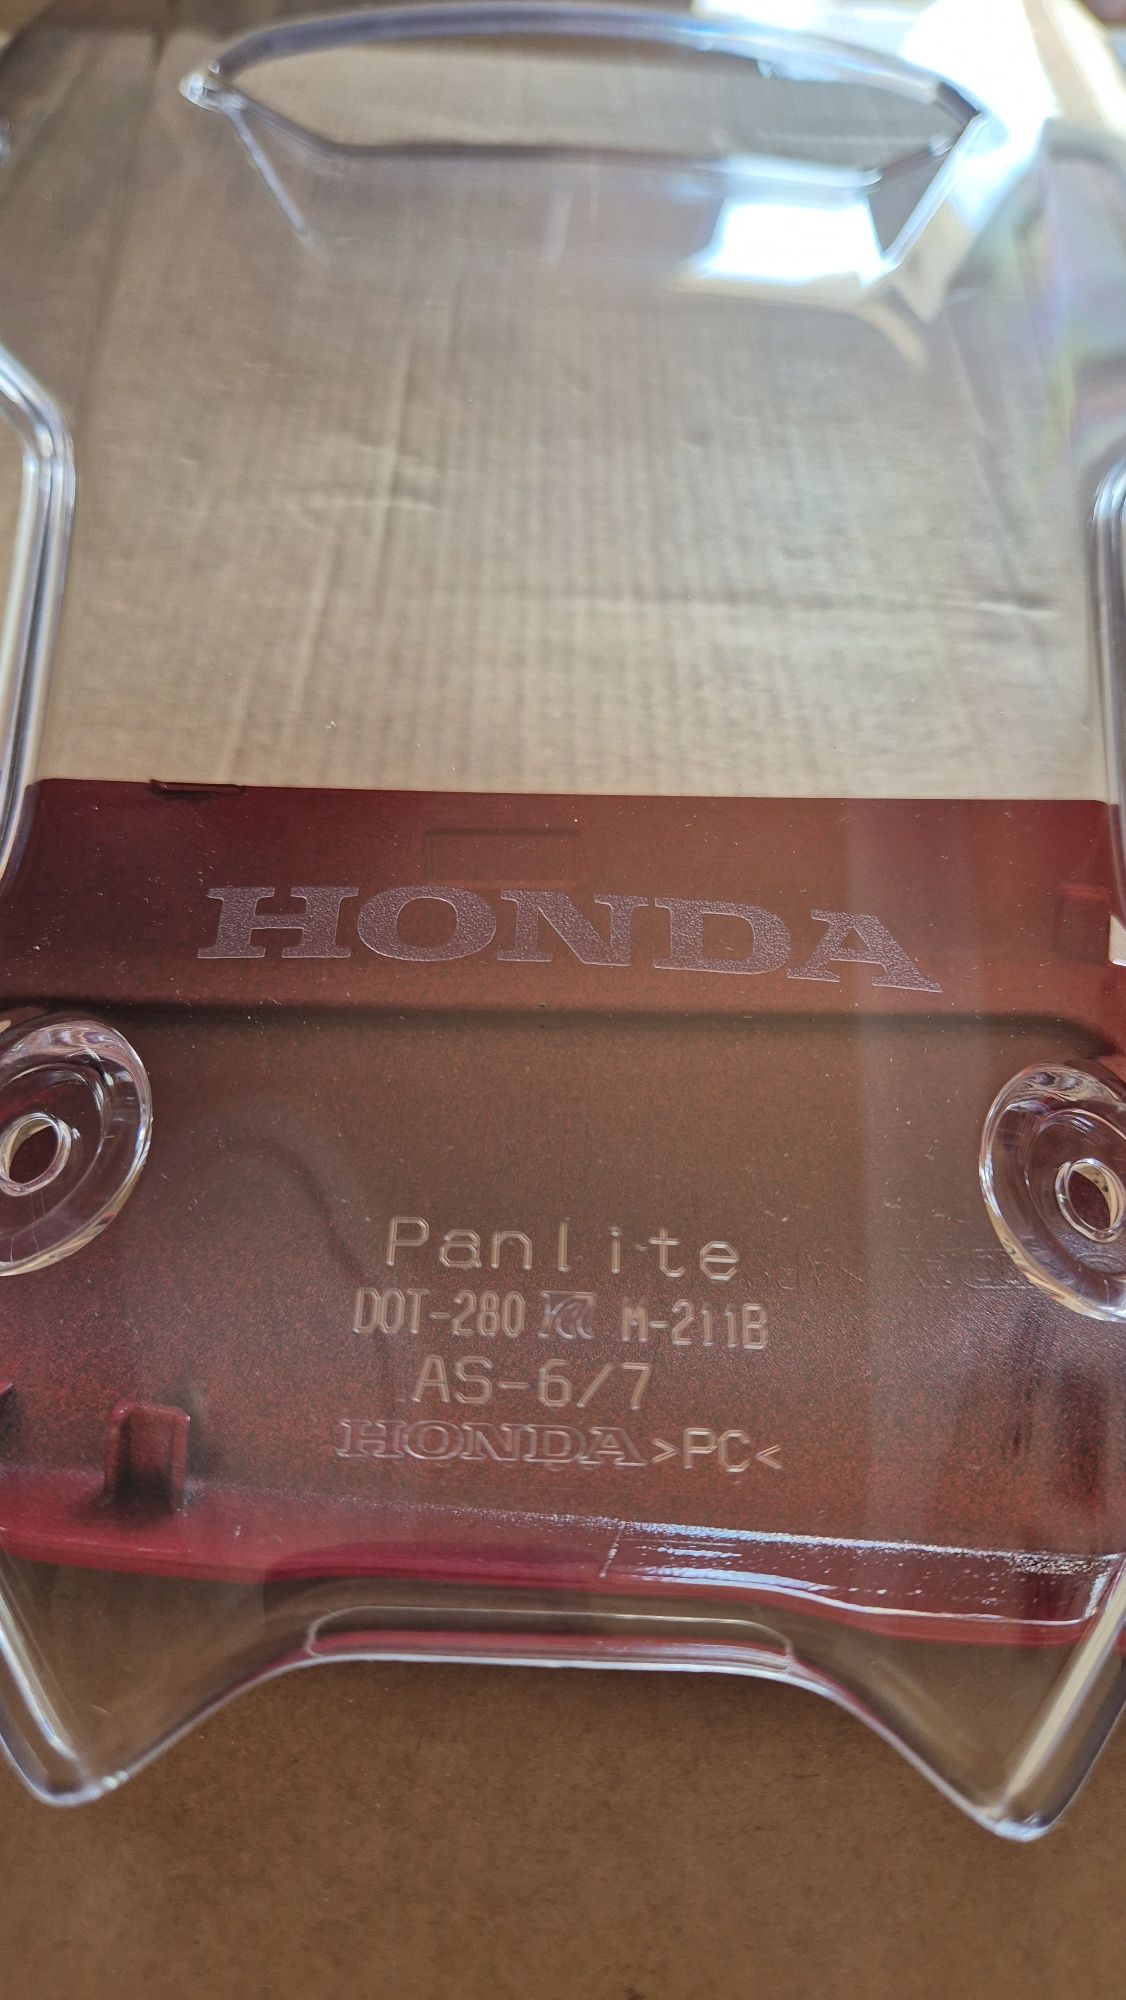 HONDA
Panlite
DOT-280 M-211B
AS-6/7
HONDA >PC<